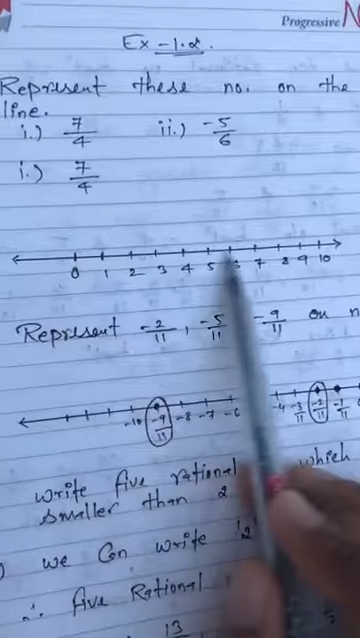 Progressive
Ex-1.2.
Represent these no. on the
line.
i.) 7/4 ii.) -5/6
i.) 7/4
0 1 2 3 4 5 6 7 8 9 10
Represent -2/11, -5/11 -9/11 on
-10 -9/11 -8 -7 -6 -4 -3/11 -2/11 -1/11
write five rational which
smaller than 2
we can write '2'
∴ five Rational
13